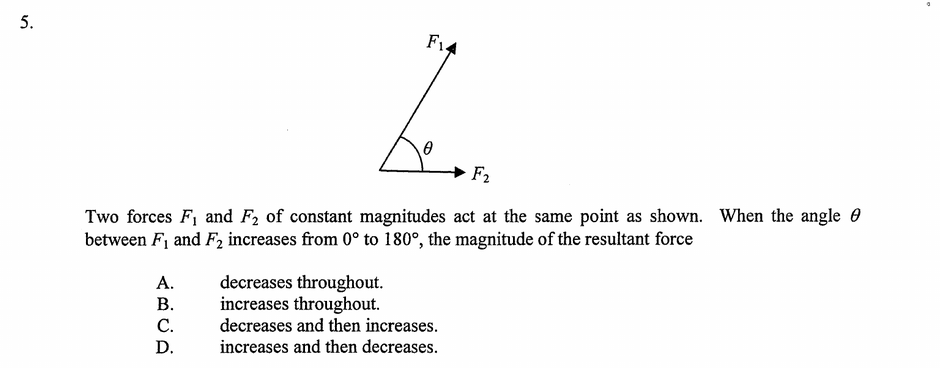 5.
F₁
θ
F₂
Two forces F₁ and F₂ of constant magnitudes act at the same point as shown. When the angle θ
between F₁ and F₂ increases from 0° to 180°, the magnitude of the resultant force
A. decreases throughout.
B. increases throughout.
C. decreases and then increases.
D. increases and then decreases.